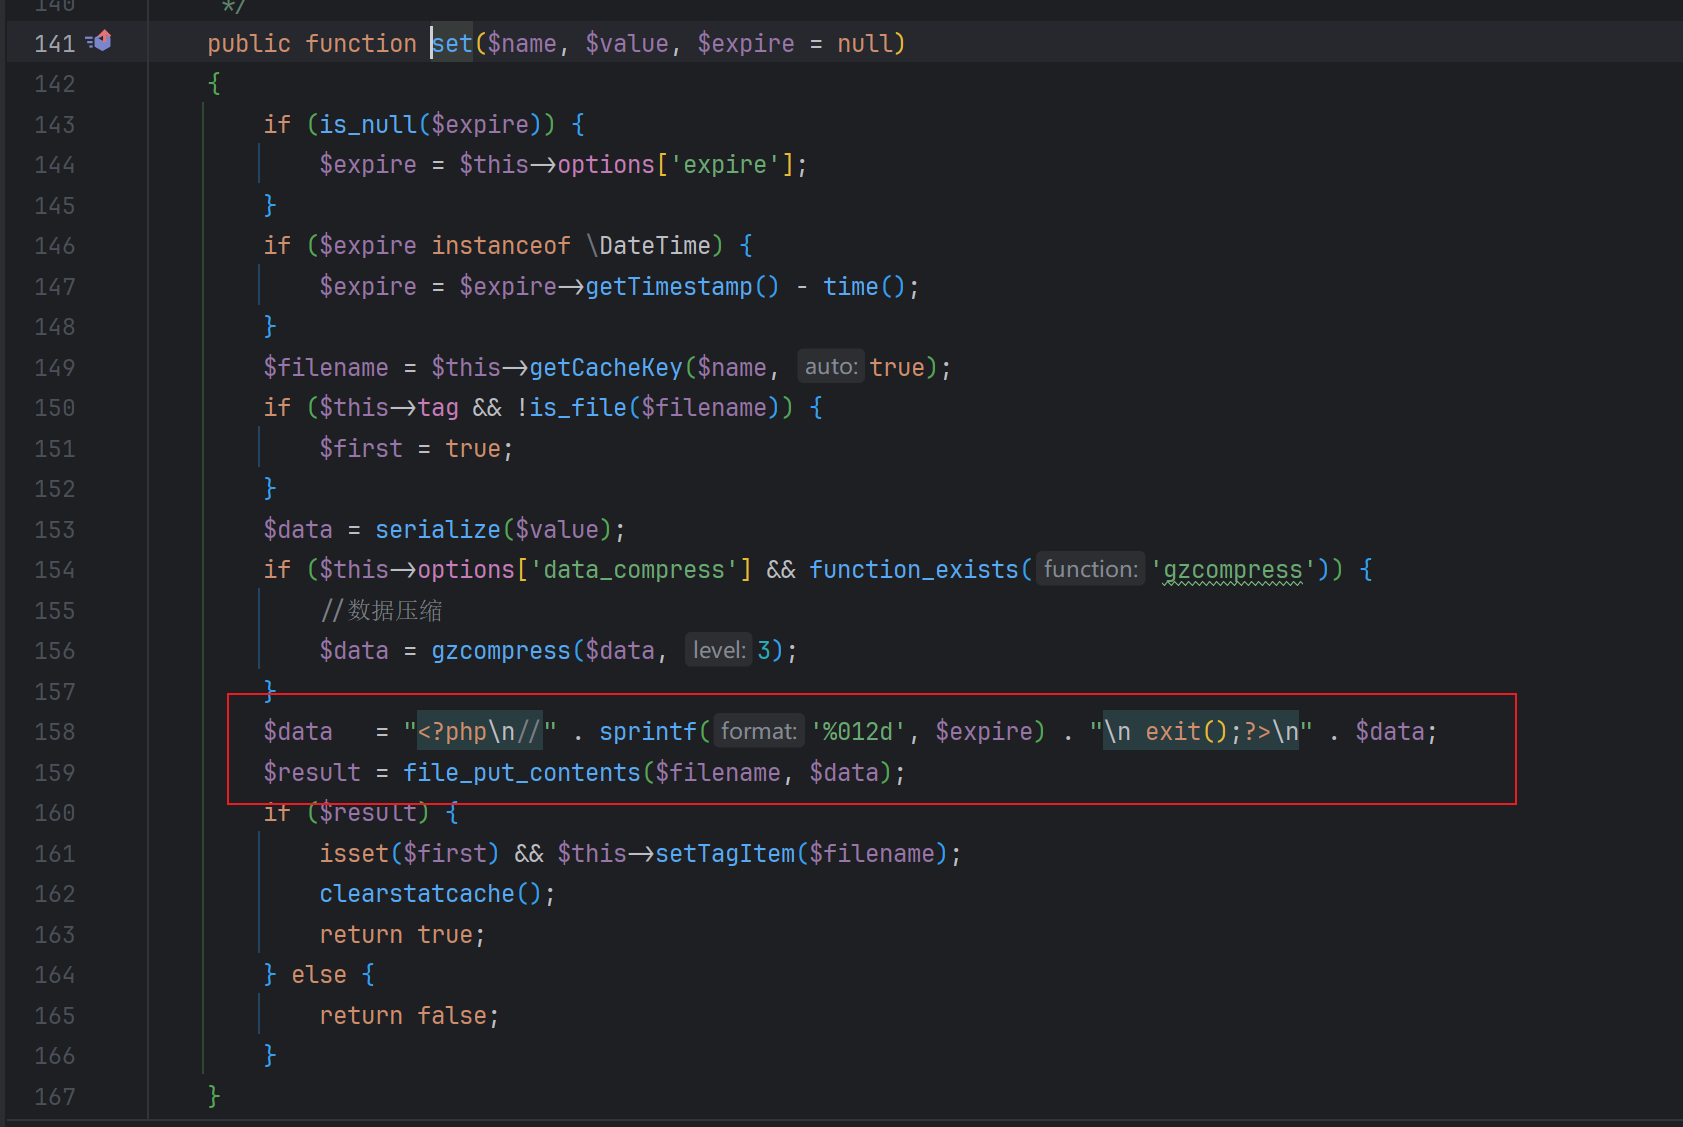 140 */
141 public function set($name, $value, $expire = null)
142 {
143 if (is_null($expire)) {
144 $expire = $this->options['expire'];
145 }
146 if ($expire instanceof \DateTime) {
147 $expire = $expire->getTimestamp() - time();
148 }
149 $filename = $this->getCacheKey($name, auto: true);
150 if ($this->tag && !is_file($filename)) {
151 $first = true;
152 }
153 $data = serialize($value);
154 if ($this->options['data_compress'] && function_exists( function: 'gzcompress')) {
155 //数据压缩
156 $data = gzcompress($data, level: 3);
157 }
158 $data   = "<?php\n//" . sprintf( format: '%012d', $expire) . "\n exit();?>\n" . $data;
159 $result = file_put_contents($filename, $data);
160 if ($result) {
161 isset($first) && $this->setTagItem($filename);
162 clearstatcache();
163 return true;
164 } else {
165 return false;
166 }
167 }